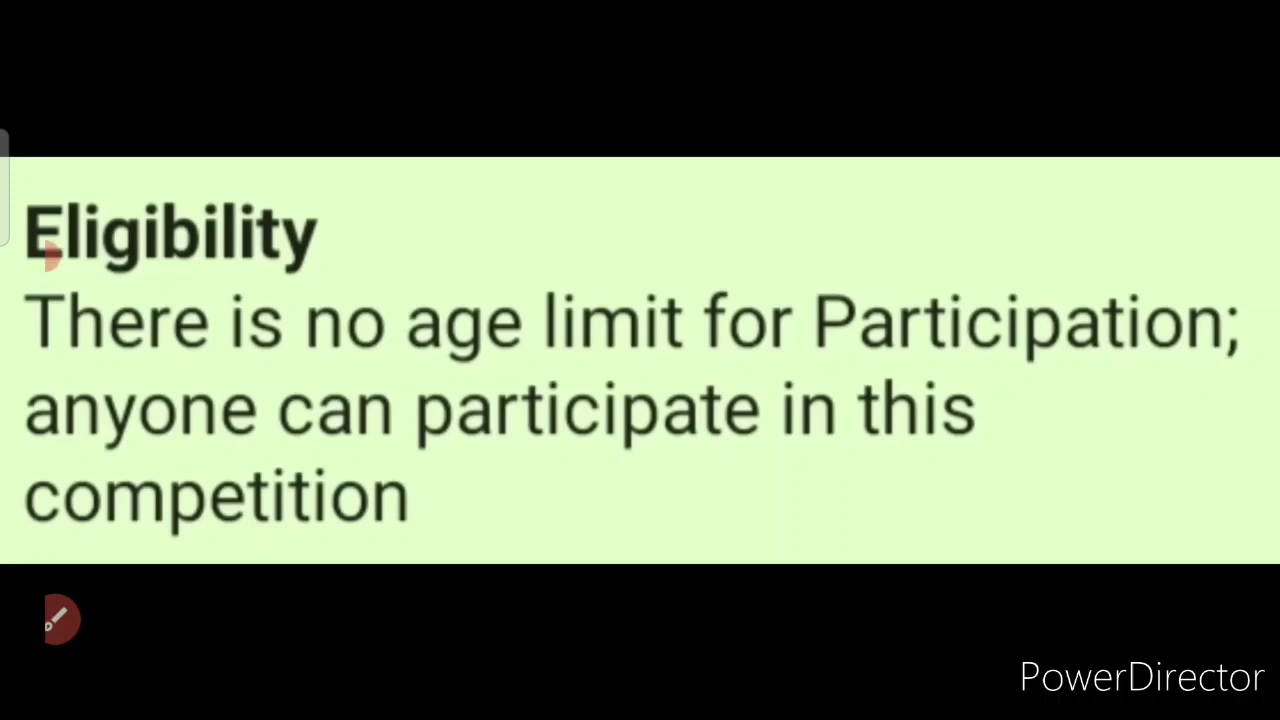 Eligibility
There is no age limit for Participation;
anyone can participate in this
competition
PowerDirector